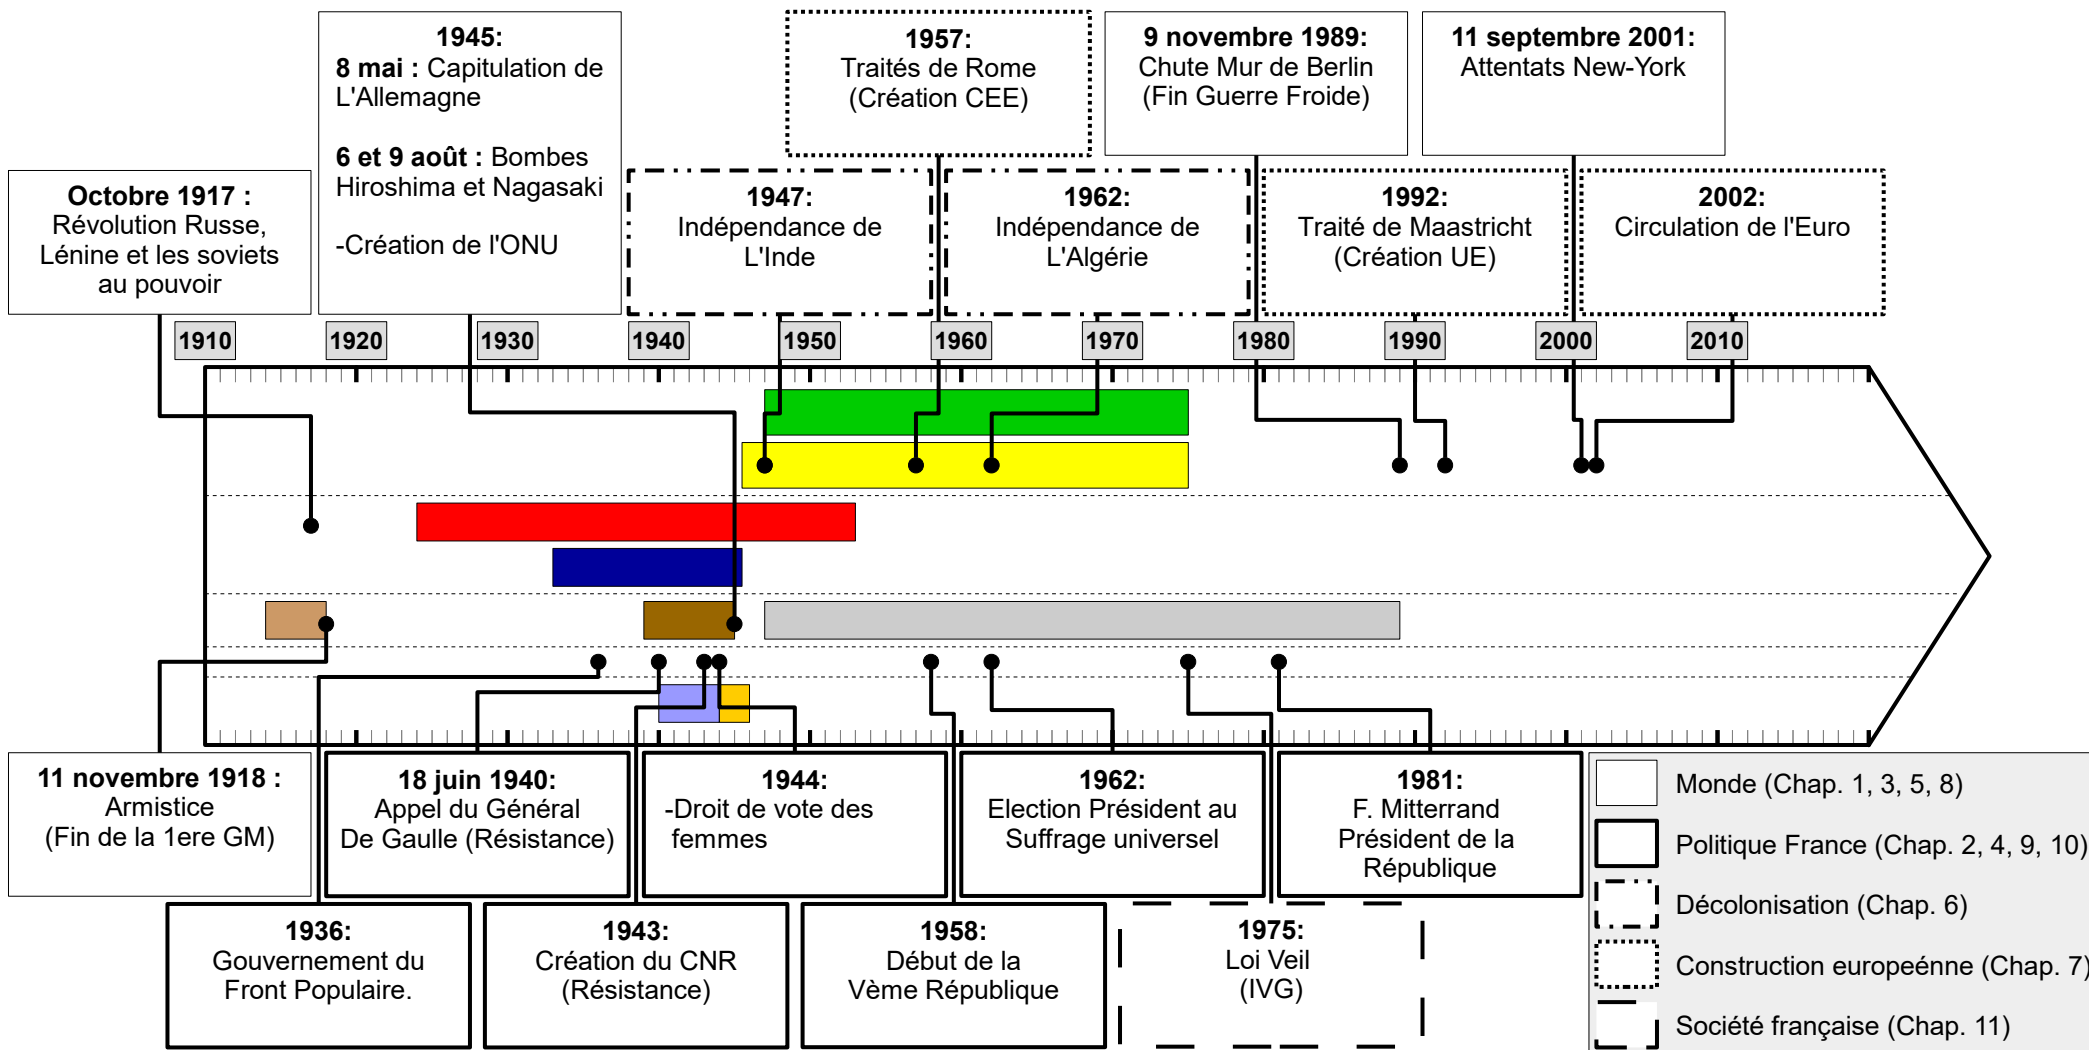 1945:
8 mai : Capitulation de
L'Allemagne
6 et 9 août : Bombes
Hiroshima et Nagasaki
-Création de l'ONU
1957:
Traités de Rome
(Création CEE)
9 novembre 1989:
Chute Mur de Berlin
(Fin Guerre Froide)
11 septembre 2001:
Attentats New-York
Octobre 1917 :
Révolution Russe,
Lénine et les soviets
au pouvoir
1947:
Indépendance de
L'Inde
1962:
Indépendance de
L'Algérie
1992:
Traité de Maastricht
(Création UE)
2002:
Circulation de l'Euro
1910 1920 1930 1940 1950 1960 1970 1980 1990 2000 2010
11 novembre 1918 :
Armistice
(Fin de la 1ere GM)
18 juin 1940:
Appel du Général
De Gaulle (Résistance)
1944:
-Droit de vote des
femmes
1962:
Election Président au
Suffrage universel
1981:
F. Mitterrand
Président de la
République
1936:
Gouvernement du
Front Populaire.
1943:
Création du CNR
(Résistance)
1958:
Début de la
Vème République
1975:
Loi Veil
(IVG)
Monde (Chap. 1, 3, 5, 8)
Politique France (Chap. 2, 4, 9, 10)
Décolonisation (Chap. 6)
Construction europeénne (Chap. 7)
Société française (Chap. 11)